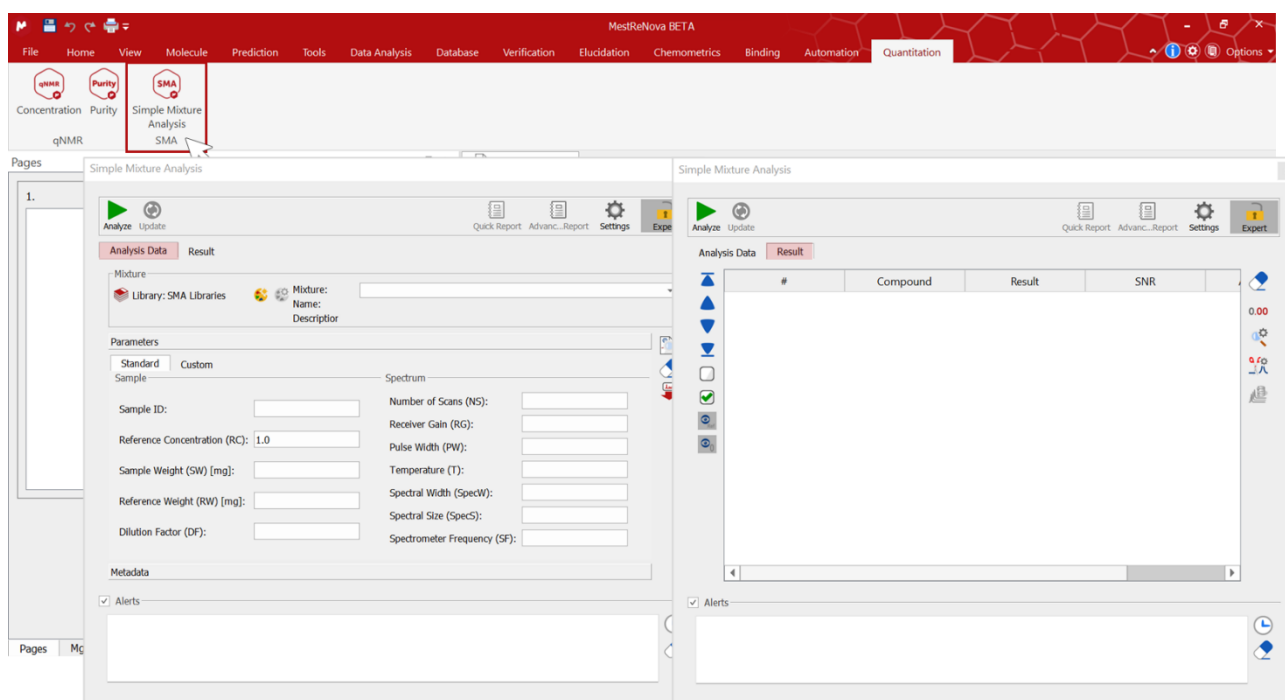 MestReNova BETA
File Home View Molecule Prediction Tools Data Analysis Database Verification Elucidation Chemometrics Binding Automation Quantitation Options
qNMR Purity SMA
Concentration Purity Simple Mixture
Analysis
qNMR SMA
Pages
1.
Simple Mixture Analysis
Analyze Update Quick Report Advanc...Report Settings Expe
Analysis Data Result
Mixture
Library: SMA Libraries Mixture:
Name:
Descriptior
Parameters
Standard Custom
Sample Spectrum
Number of Scans (NS):
Sample ID:
Receiver Gain (RG):
Reference Concentration (RC): 1.0
Pulse Width (PW):
Sample Weight (SW) [mg]: Temperature (T):
Spectral Width (SpecW):
Reference Weight (RW) [mg]:
Spectral Size (SpecS):
Dilution Factor (DF):
Spectrometer Frequency (SF):
Metadata
Alerts
Pages
Simple Mixture Analysis
Analyze Update Quick Report Advanc...Report Settings Expert
Analysis Data Result
# Compound Result SNR
0.00
Alerts